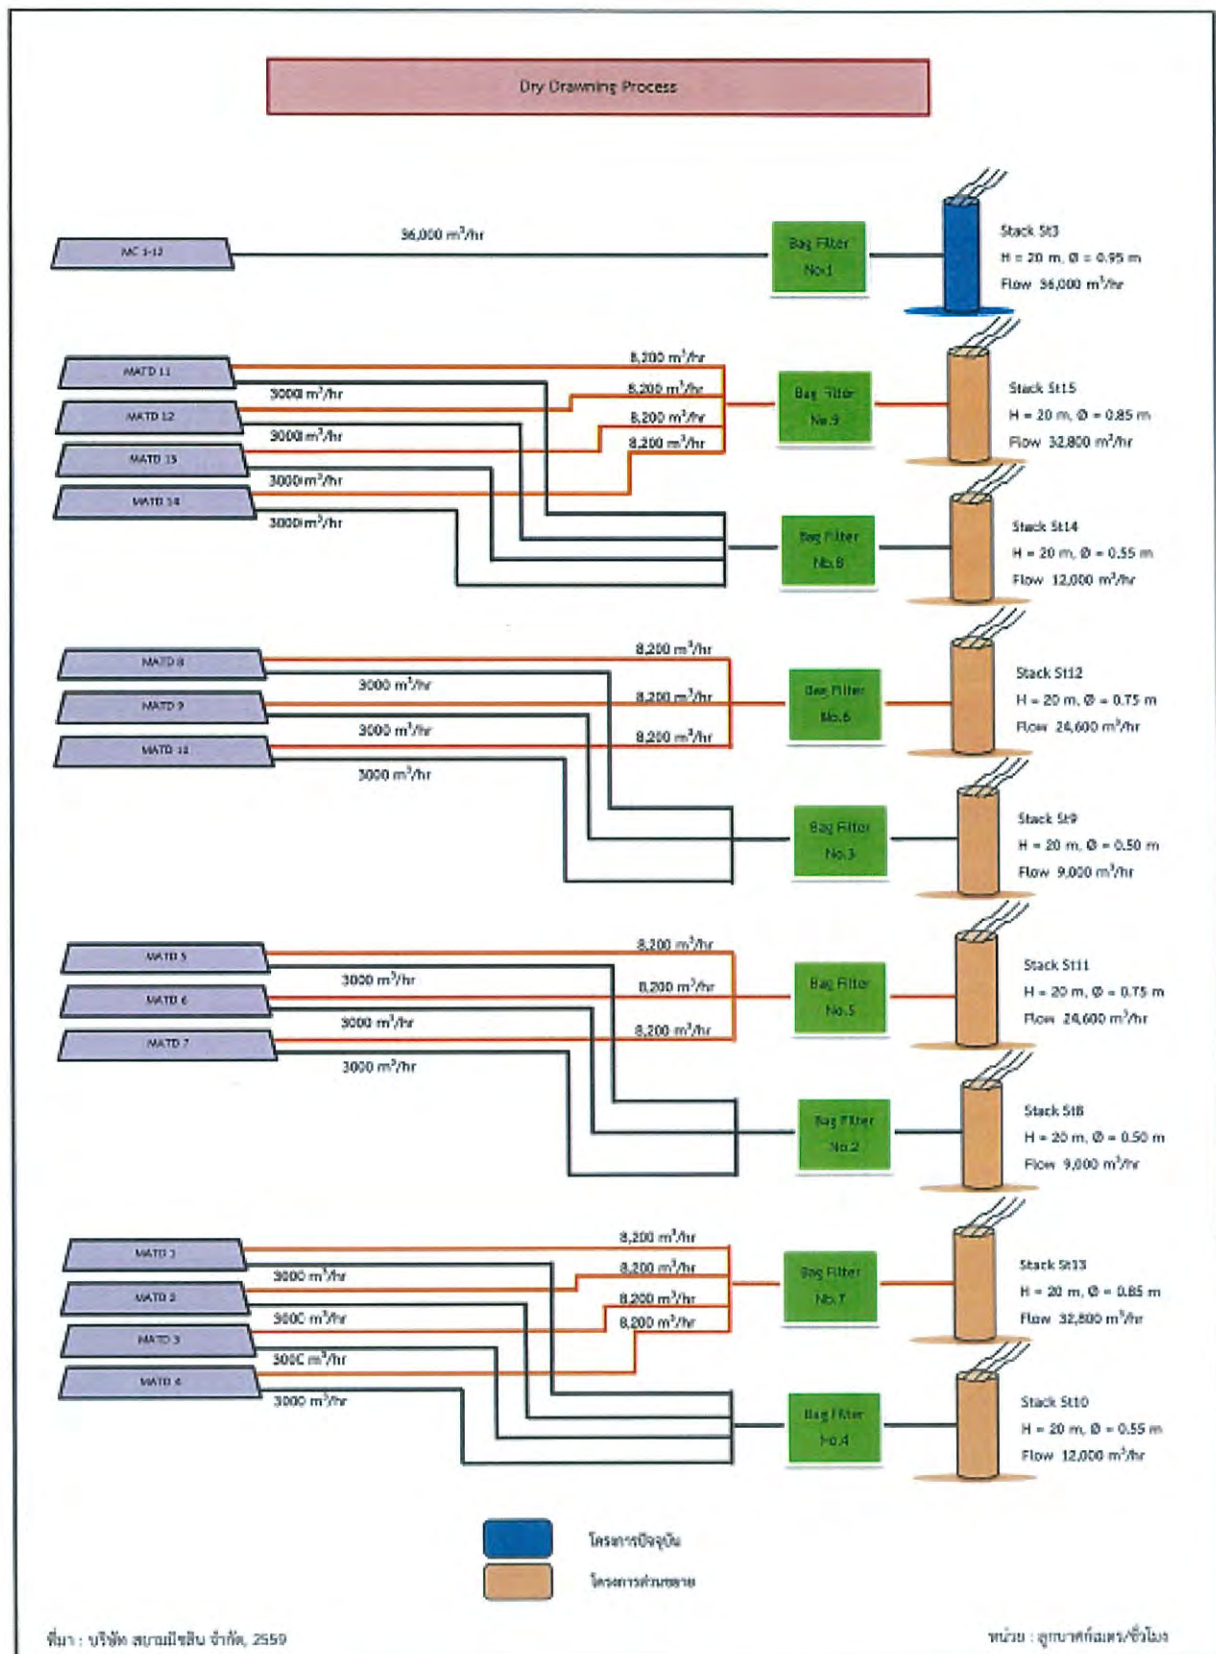 Dry Drawning Process
MC 1-12
36,000 m³/hr
Bag Filter
No.1
Stack St3
H = 20 m, Ø = 0.95 m
Flow 36,000 m³/hr
MATD 11
8,200 m³/hr
3000 m³/hr
MATD 12
8,200 m³/hr
3000 m³/hr
MATD 13
8,200 m³/hr
3000 m³/hr
MATD 14
8,200 m³/hr
3000 m³/hr
Bag Filter
No.9
Stack St15
H = 20 m, Ø = 0.85 m
Flow 32,800 m³/hr
Bag Filter
No.8
Stack St14
H = 20 m, Ø = 0.55 m
Flow 12,000 m³/hr
MATD 8
8,200 m³/hr
3000 m³/hr
MATD 9
8,200 m³/hr
3000 m³/hr
MATD 10
8,200 m³/hr
3000 m³/hr
Bag Filter
No.6
Stack St12
H = 20 m, Ø = 0.75 m
Flow 24,600 m³/hr
Bag Filter
No.3
Stack St9
H = 20 m, Ø = 0.50 m
Flow 9,000 m³/hr
MATD 5
8,200 m³/hr
3000 m³/hr
MATD 6
8,200 m³/hr
3000 m³/hr
MATD 7
8,200 m³/hr
3000 m³/hr
Bag Filter
No.5
Stack St11
H = 20 m, Ø = 0.75 m
Flow 24,600 m³/hr
Bag Filter
No.2
Stack St8
H = 20 m, Ø = 0.50 m
Flow 9,000 m³/hr
MATD 1
8,200 m³/hr
3000 m³/hr
MATD 2
8,200 m³/hr
3000 m³/hr
MATD 3
8,200 m³/hr
3000 m³/hr
MATD 4
8,200 m³/hr
3000 m³/hr
Bag Filter
No.7
Stack St13
H = 20 m, Ø = 0.85 m
Flow 32,800 m³/hr
Bag Filter
No.4
Stack St10
H = 20 m, Ø = 0.55 m
Flow 12,000 m³/hr
โครงการปัจจุบัน
โครงการส่วนขยาย
ที่มา : บริษัท สยามมิชลิน จำกัด, 2559
หน่วย : ลูกบาศก์เมตร/ชั่วโมง